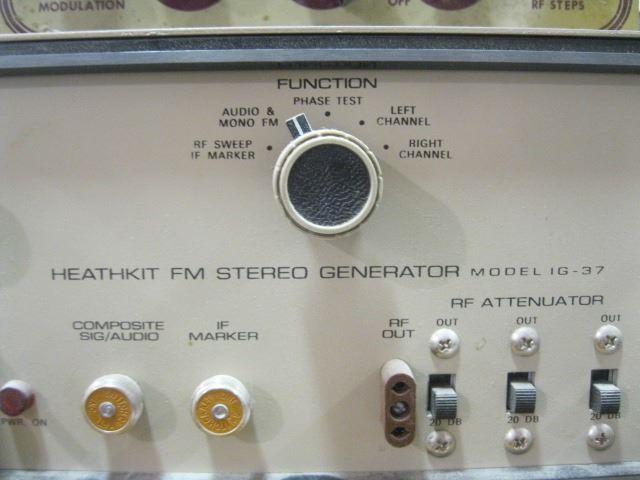 MODULATION
OFF
RF STEPS
FUNCTION
PHASE TEST
AUDIO &
MONO FM
LEFT
CHANNEL
RF SWEEP
IF MARKER
RIGHT
CHANNEL
HEATHKIT FM STEREO GENERATOR MODEL IG-37
RF ATTENUATOR
COMPOSITE
SIG/AUDIO
IF
MARKER
RF
OUT
OUT
OUT
OUT
PWR. ON
20 DB
20 DB
20 DB